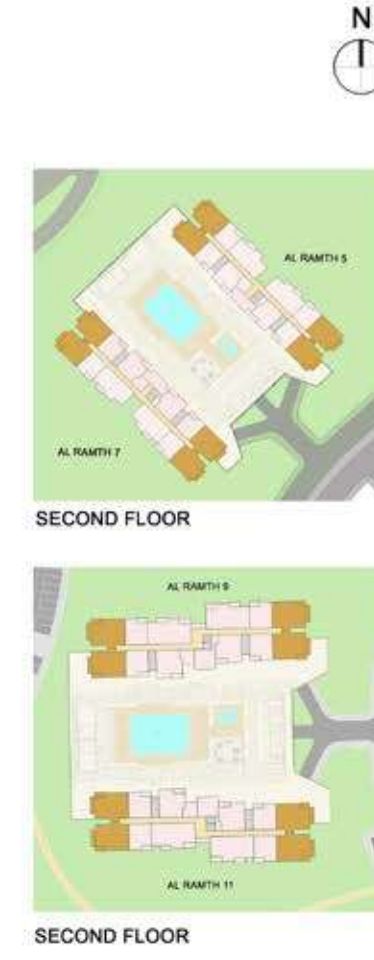 N
AL RAMTH 5
AL RAMTH 7
SECOND FLOOR
AL RAMTH 9
AL RAMTH 11
SECOND FLOOR